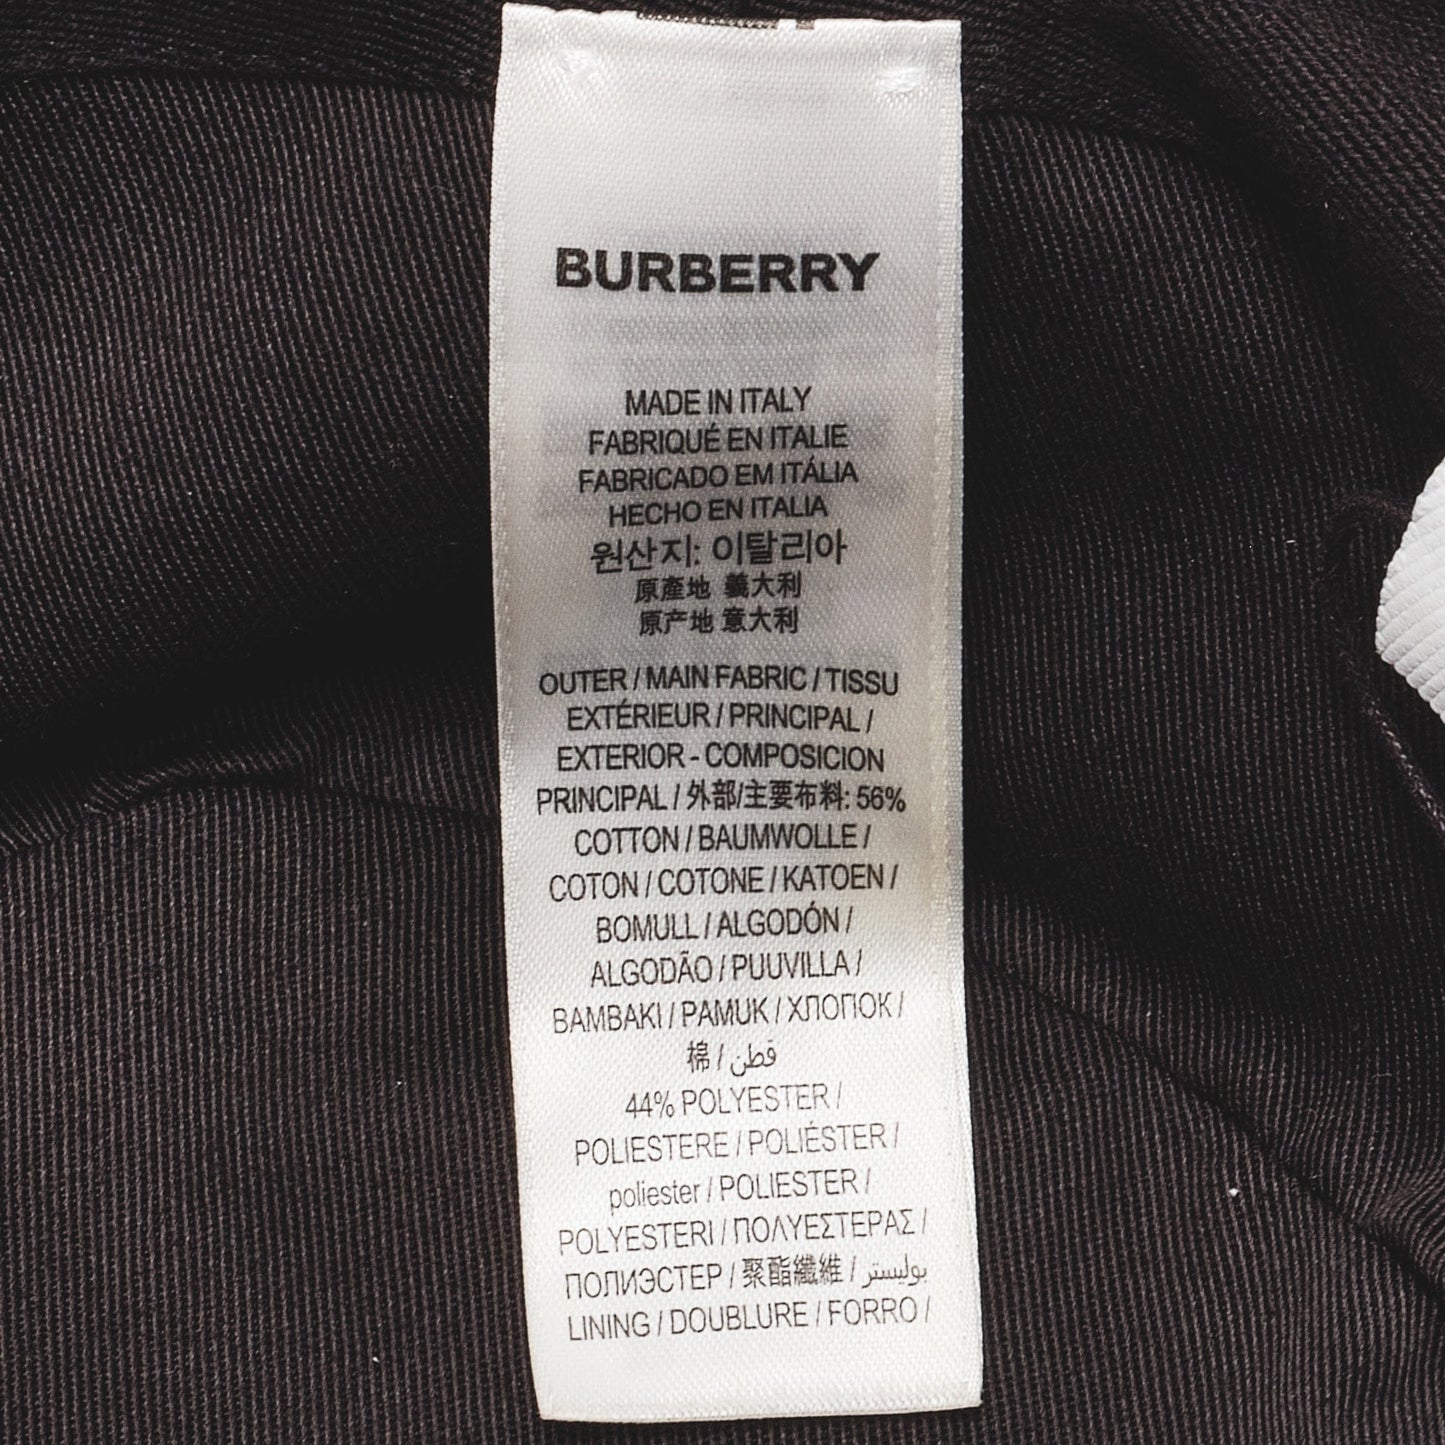 BURBERRY
MADE IN ITALY
FABRIQUÉ EN ITALIE
FABRICADO EM ITÁLIA
HECHO EN ITALIA
원산지: 이탈리아
原產地 義大利
原产地 意大利
OUTER / MAIN FABRIC / TISSU
EXTÉRIEUR / PRINCIPAL /
EXTERIOR - COMPOSICION
PRINCIPAL / 外部/主要布料: 56%
COTTON / BAUMWOLLE /
COTON / COTONE / KATOEN /
BOMULL / ALGODÓN /
ALGODÃO / PUUVILLA /
BAMBAKI / PAMUK / ХЛОПОК /
棉 / قطن
44% POLYESTER /
POLIESTERE / POLIÉSTER /
poliester / POLIESTER /
POLYESTERI / ΠΟΛΥΕΣΤΕΡΑΣ /
ПОЛИЭСТЕР / 聚酯纖維 / بوليستر
LINING / DOUBLURE / FORRO /